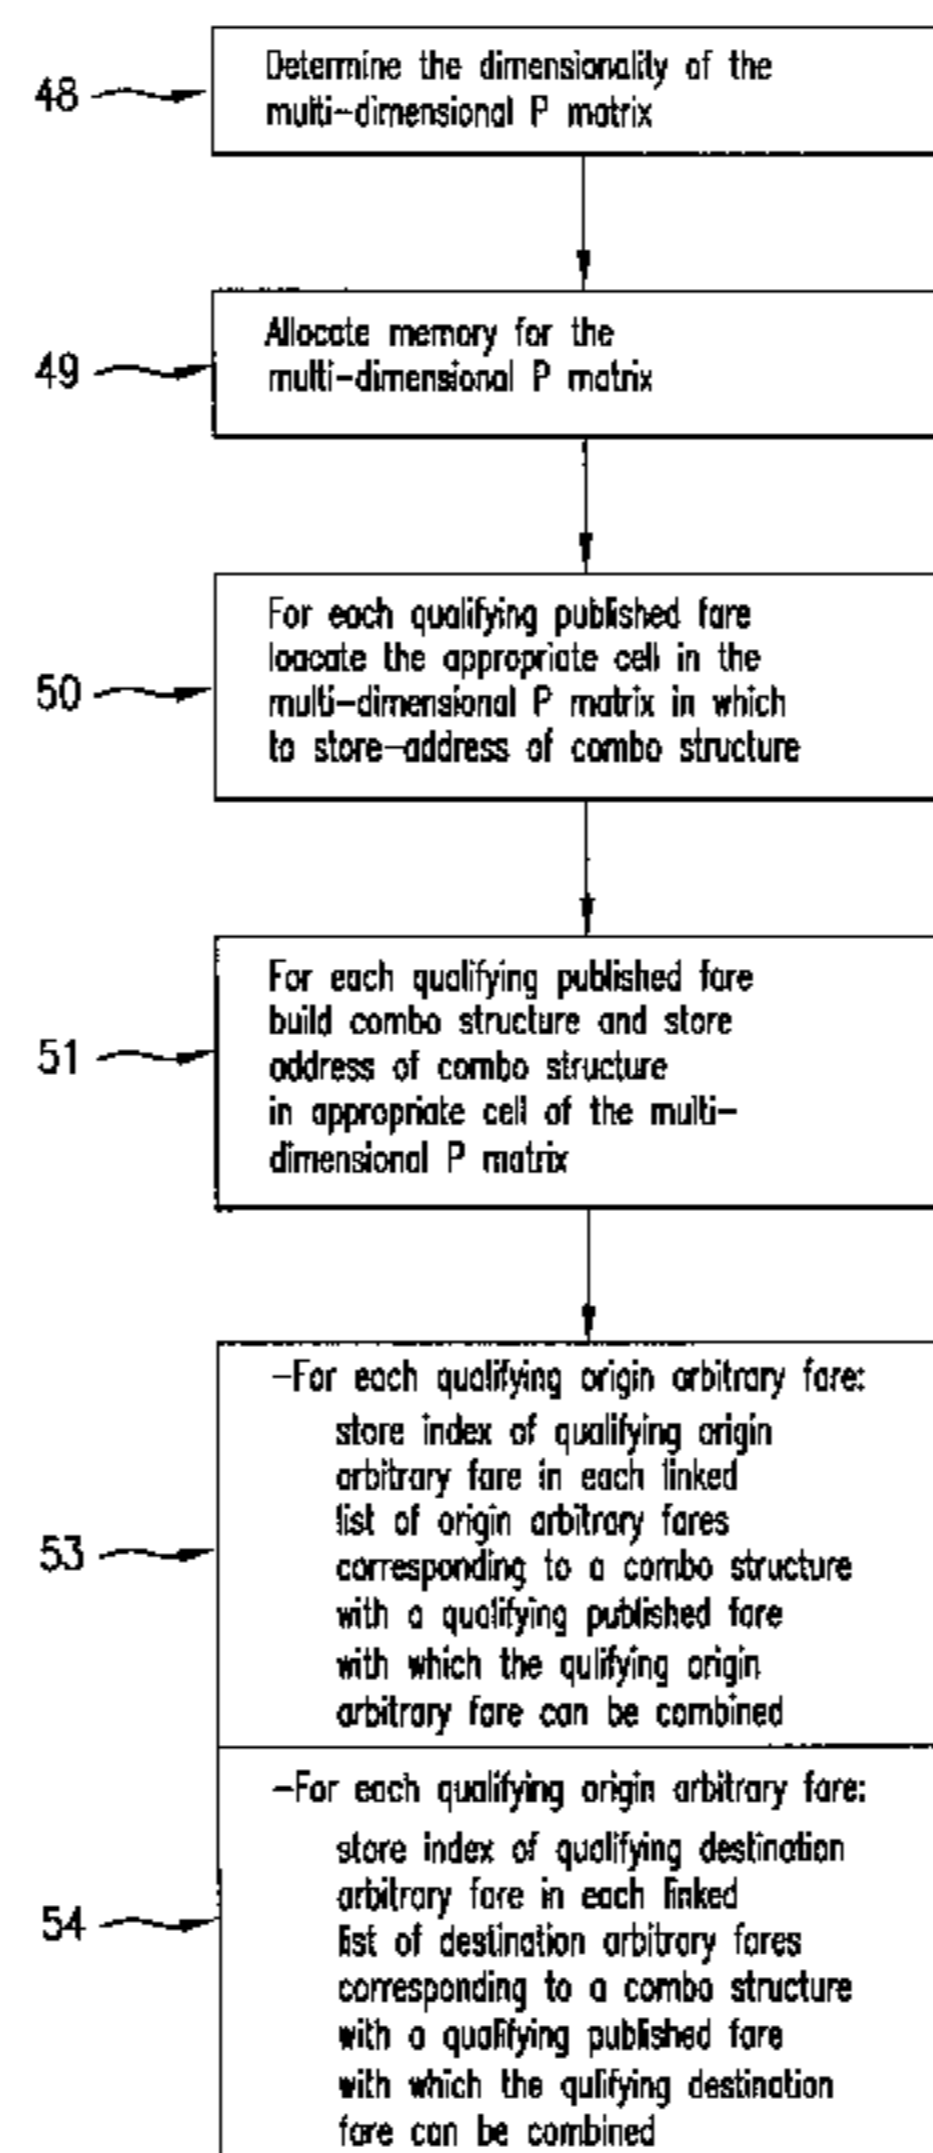 48
Determine the dimensionality of the
multi-dimensional P matrix
49
Allocate memory for the
multi-dimensional P matrix
50
For each qualifying published fare
loacate the appropriate cell in the
multi-dimensional P matrix in which
to store-address of combo structure
51
For each qualifying published fare
build combo structure and store
address of combo structure
in appropriate cell of the multi-
dimensional P matrix
53
-For each qualifying origin arbitrary fare:
store index of qualifying origin
arbitrary fare in each linked
list of origin arbitrary fares
corresponding to a combo structure
with a qualifying published fare
with which the qulifying origin
arbitrary fare can be combined
54
-For each qualifying origin arbitrary fare:
store index of qualifying destination
arbitrary fare in each linked
list of destination arbitrary fares
corresponding to a combo structure
with a qualifying published fare
with which the qulifying destination
fare can be combined